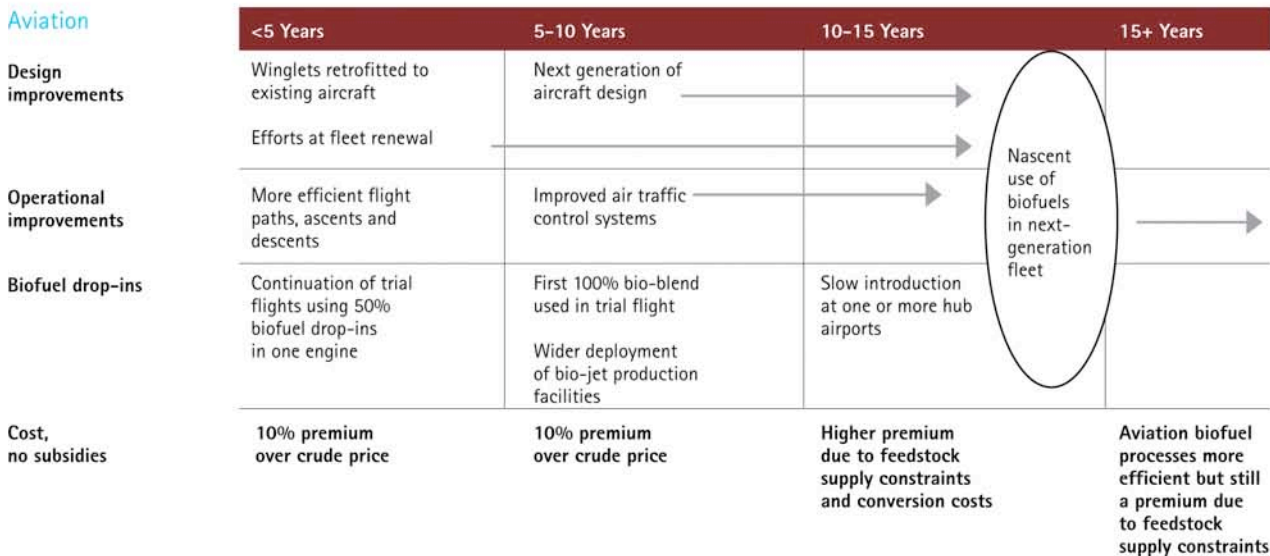 Aviation
<5 Years
5-10 Years
10-15 Years
15+ Years
Design
improvements
Winglets retrofitted to
existing aircraft
Efforts at fleet renewal
Next generation of
aircraft design
Nascent
use of
biofuels
in next-
generation
fleet
Operational
improvements
More efficient flight
paths, ascents and
descents
Improved air traffic
control systems
Biofuel drop-ins
Continuation of trial
flights using 50%
biofuel drop-ins
in one engine
First 100% bio-blend
used in trial flight
Wider deployment
of bio-jet production
facilities
Slow introduction
at one or more hub
airports
Cost,
no subsidies
10% premium
over crude price
10% premium
over crude price
Higher premium
due to feedstock
supply constraints
and conversion costs
Aviation biofuel
processes more
efficient but still
a premium due
to feedstock
supply constraints